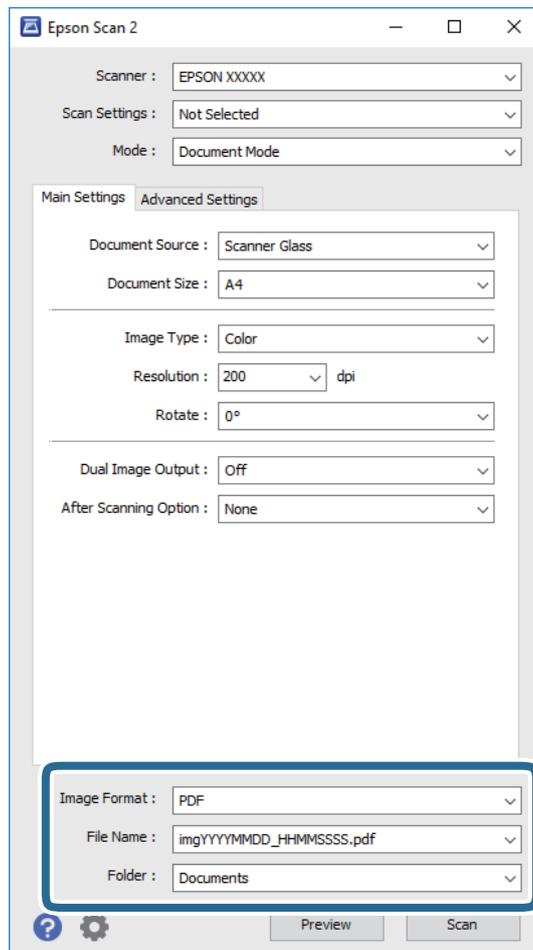 Epson Scan 2
Scanner : EPSON XXXXX
Scan Settings : Not Selected
Mode : Document Mode
Main Settings Advanced Settings
Document Source : Scanner Glass
Document Size : A4
Image Type : Color
Resolution : 200 dpi
Rotate : 0°
Dual Image Output : Off
After Scanning Option : None
Image Format : PDF
File Name : imgYYYYMMDD_HHMMSSSS.pdf
Folder : Documents
? Preview Scan